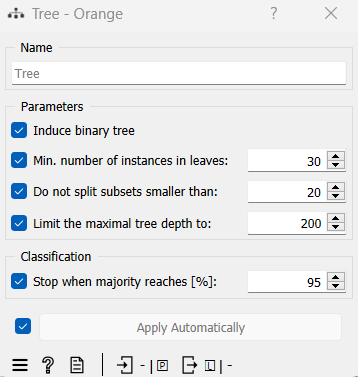 Tree - Orange
?
Name
Tree
Parameters
Induce binary tree
Min. number of instances in leaves: 30
Do not split subsets smaller than: 20
Limit the maximal tree depth to: 200
Classification
Stop when majority reaches [%]: 95
Apply Automatically
? - | P L | -